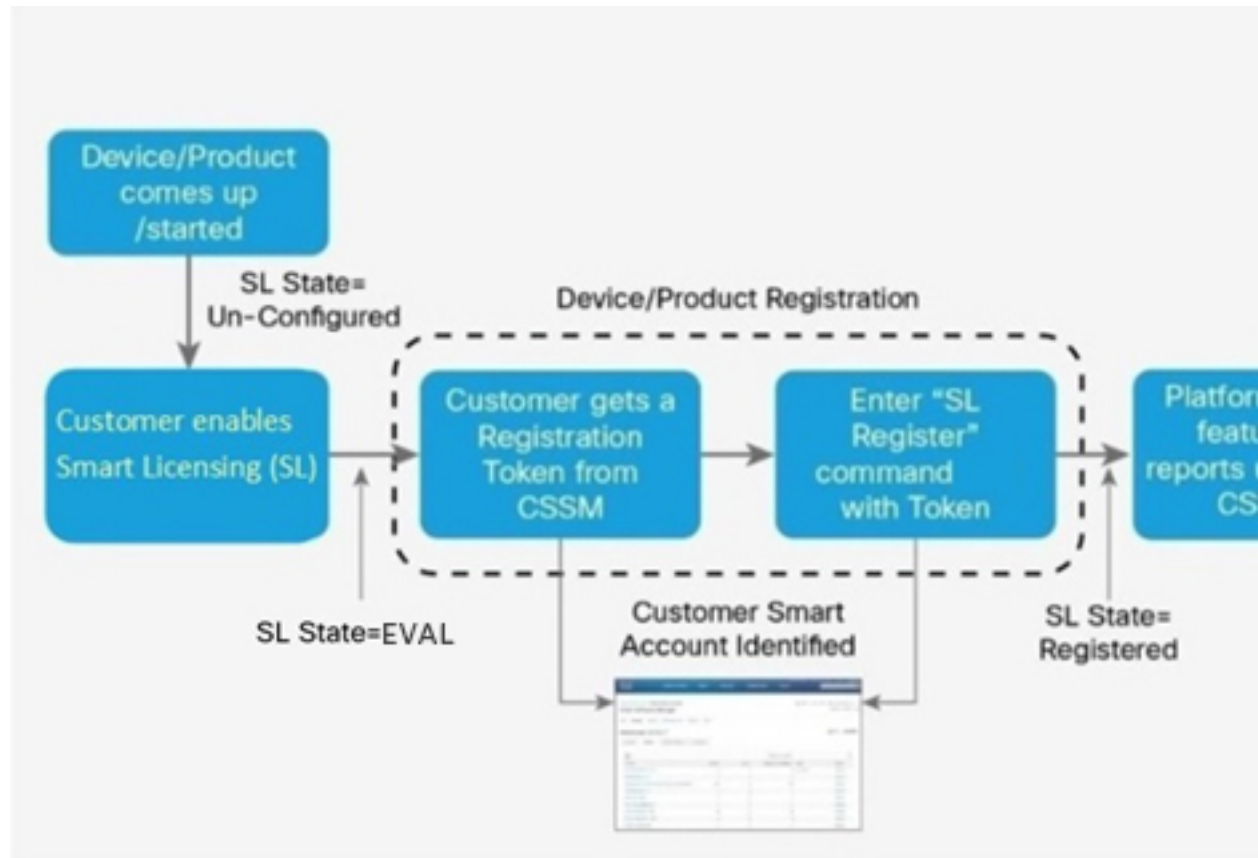 Device/Product
comes up
/started
SL State=
Un-Configured
Device/Product Registration
Customer enables
Smart Licensing (SL)
Customer gets a
Registration
Token from
CSSM
Enter “SL
Register”
command
with Token
reports
SL State=EVAL
Customer Smart
Account Identified
SL State=
Registered